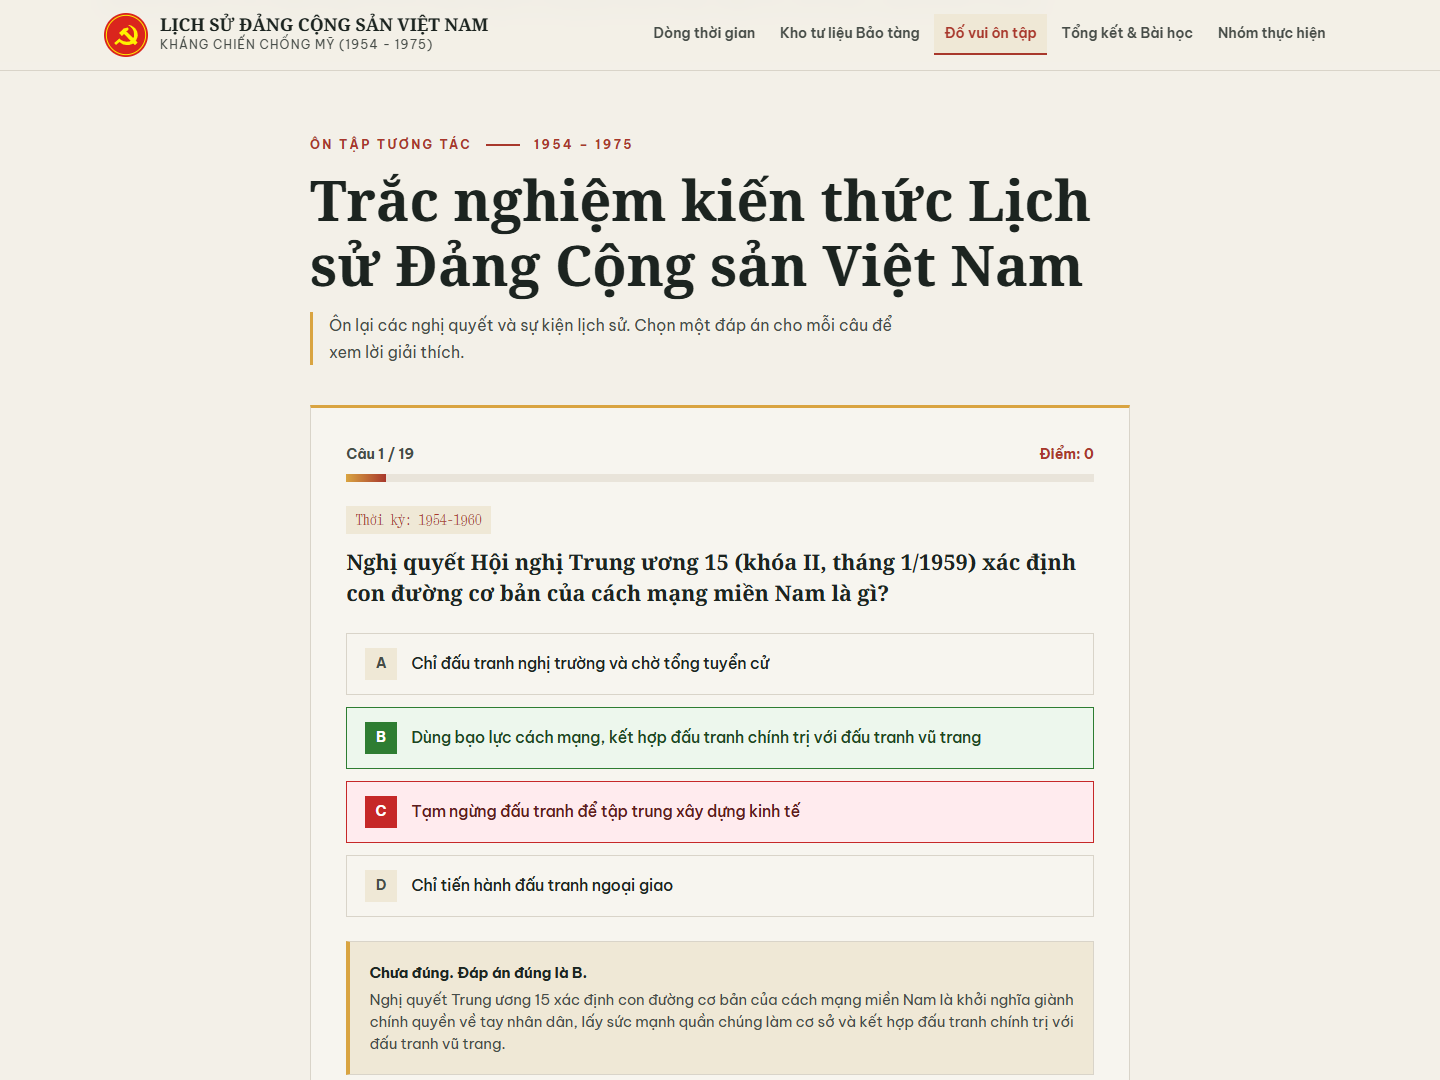 LỊCH SỬ ĐẢNG CỘNG SẢN VIỆT NAM
KHÁNG CHIẾN CHỐNG MỸ (1954 - 1975)
Dòng thời gian
Kho tư liệu Bảo tàng
Đố vui ôn tập
Tổng kết & Bài học
Nhóm thực hiện
ÔN TẬP TƯƠNG TÁC
1954 – 1975
Trắc nghiệm kiến thức Lịch
sử Đảng Cộng sản Việt Nam
Ôn lại các nghị quyết và sự kiện lịch sử. Chọn một đáp án cho mỗi câu để
xem lời giải thích.
Câu 1 / 19
Điểm: 0
Thời kỳ: 1954-1960
Nghị quyết Hội nghị Trung ương 15 (khóa II, tháng 1/1959) xác định
con đường cơ bản của cách mạng miền Nam là gì?
A Chỉ đấu tranh nghị trường và chờ tổng tuyển cử
B Dùng bạo lực cách mạng, kết hợp đấu tranh chính trị với đấu tranh vũ trang
C Tạm ngừng đấu tranh để tập trung xây dựng kinh tế
D Chỉ tiến hành đấu tranh ngoại giao
Chưa đúng. Đáp án đúng là B.
Nghị quyết Trung ương 15 xác định con đường cơ bản của cách mạng miền Nam là khởi nghĩa giành
chính quyền về tay nhân dân, lấy sức mạnh quần chúng làm cơ sở và kết hợp đấu tranh chính trị với
đấu tranh vũ trang.